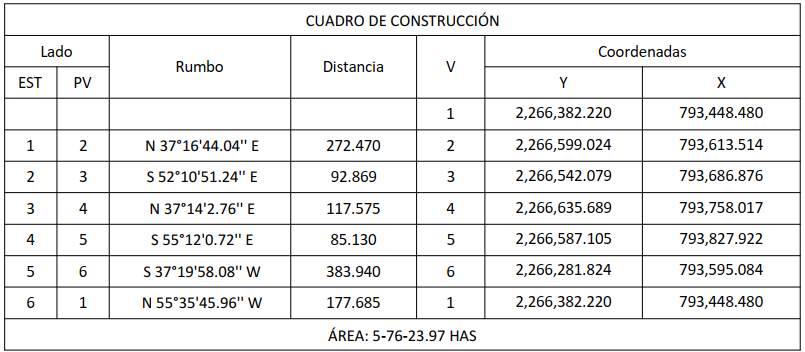 CUADRO DE CONSTRUCCIÓN
Lado Rumbo Distancia V Coordenadas
EST PV Y X
1 2,266,382.220 793,448.480
1 2 N 37°16'44.04'' E 272.470 2 2,266,599.024 793,613.514
2 3 S 52°10'51.24'' E 92.869 3 2,266,542.079 793,686.876
3 4 N 37°14'2.76'' E 117.575 4 2,266,635.689 793,758.017
4 5 S 55°12'0.72'' E 85.130 5 2,266,587.105 793,827.922
5 6 S 37°19'58.08'' W 383.940 6 2,266,281.824 793,595.084
6 1 N 55°35'45.96'' W 177.685 1 2,266,382.220 793,448.480
ÁREA: 5-76-23.97 HAS